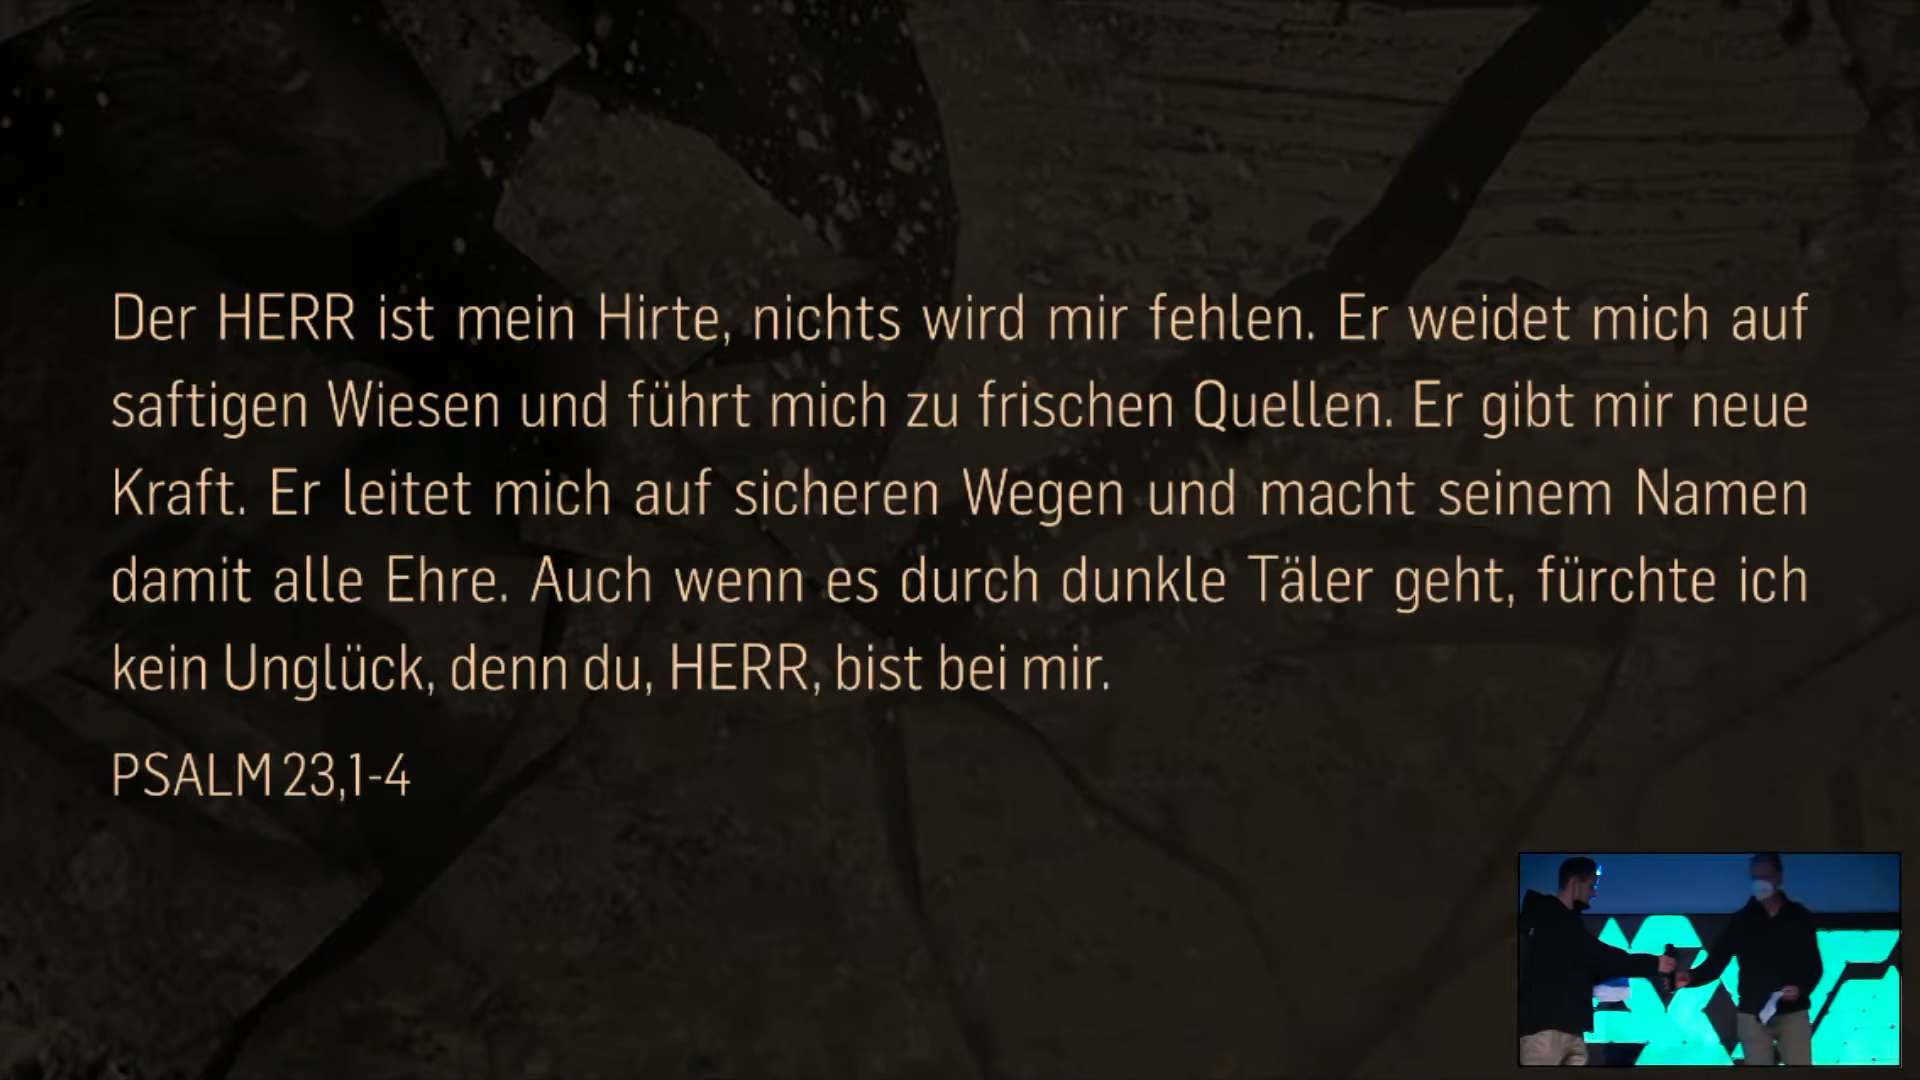 Der HERR ist mein Hirte, nichts wird mir fehlen. Er weidet mich auf
saftigen Wiesen und führt mich zu frischen Quellen. Er gibt mir neue
Kraft. Er leitet mich auf sicheren Wegen und macht seinem Namen
damit alle Ehre. Auch wenn es durch dunkle Täler geht, fürchte ich
kein Unglück, denn du, HERR, bist bei mir.
PSALM 23,1-4